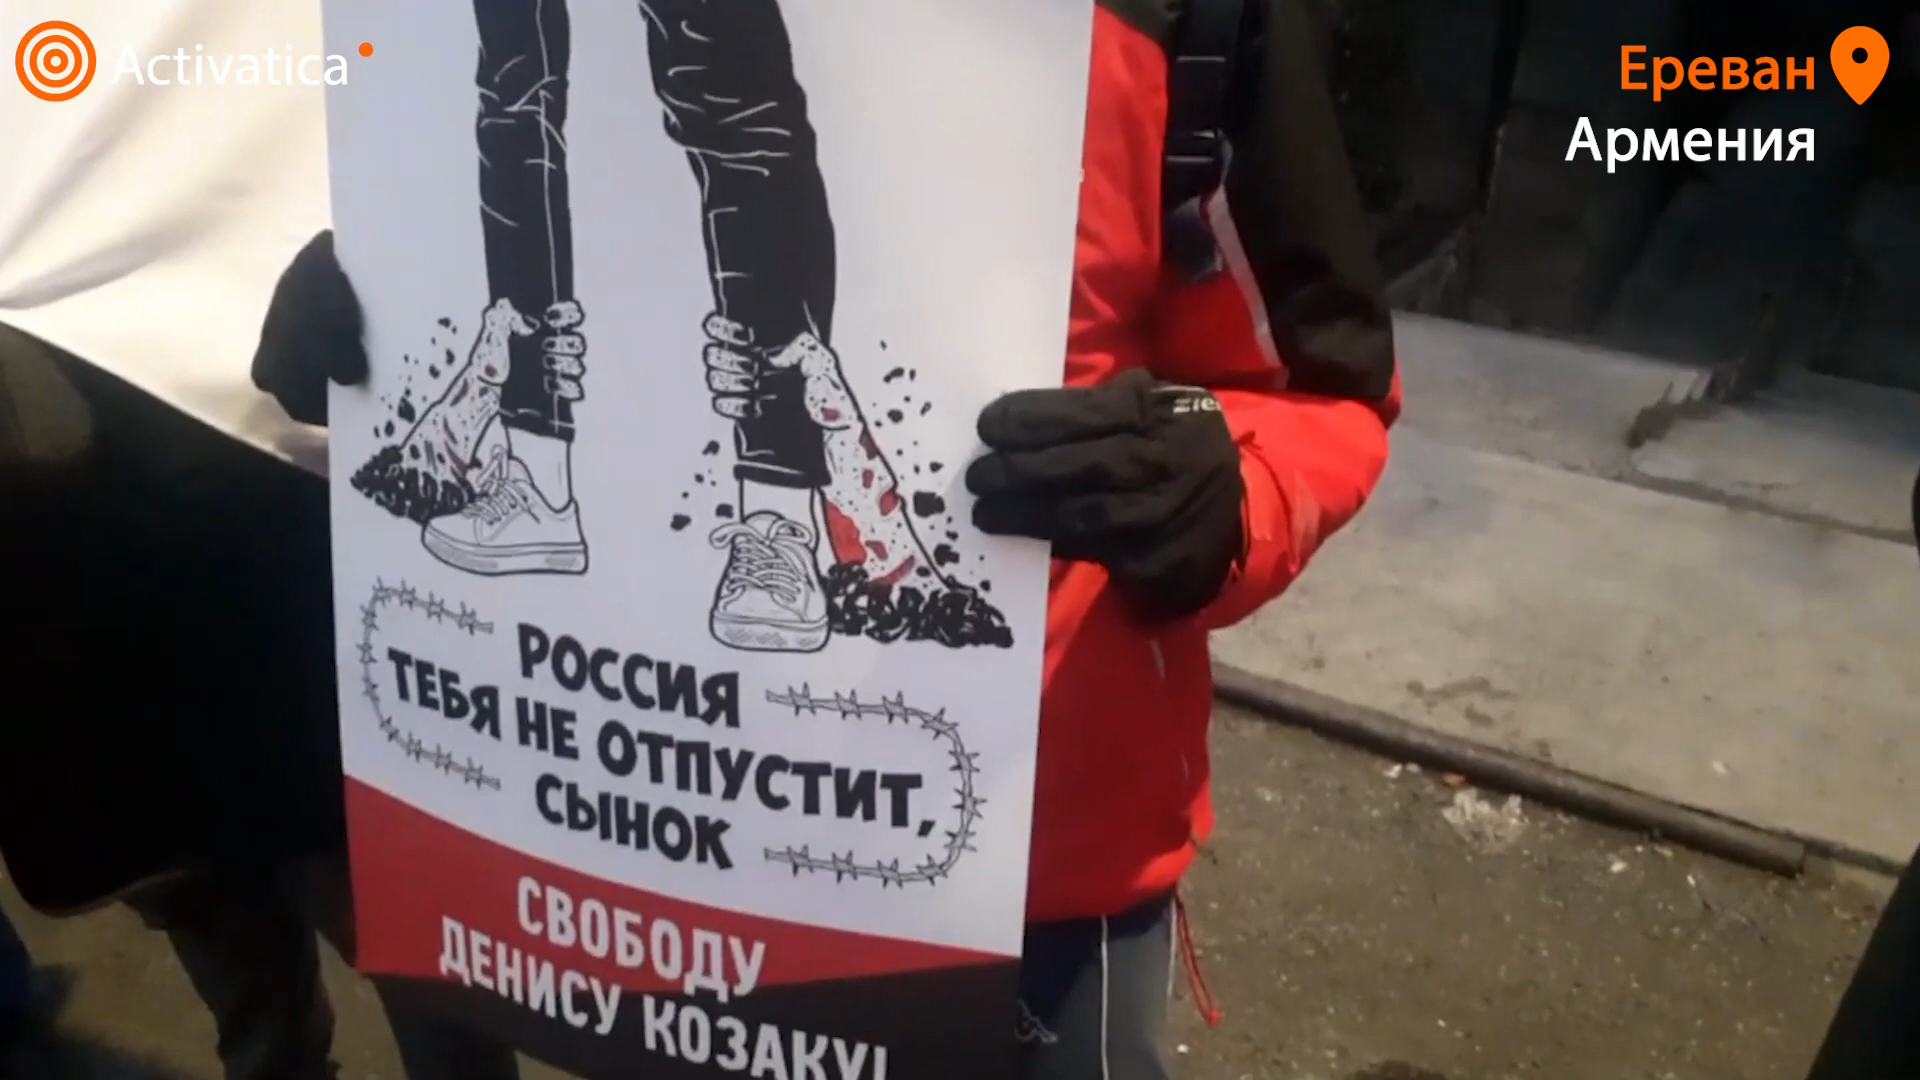 Activatica
Ереван
Армения
РОССИЯ
ТЕБЯ НЕ ОТПУСТИТ,
СЫНОК
СВОБОДУ
ДЕНИСУ КОЗАКУ!